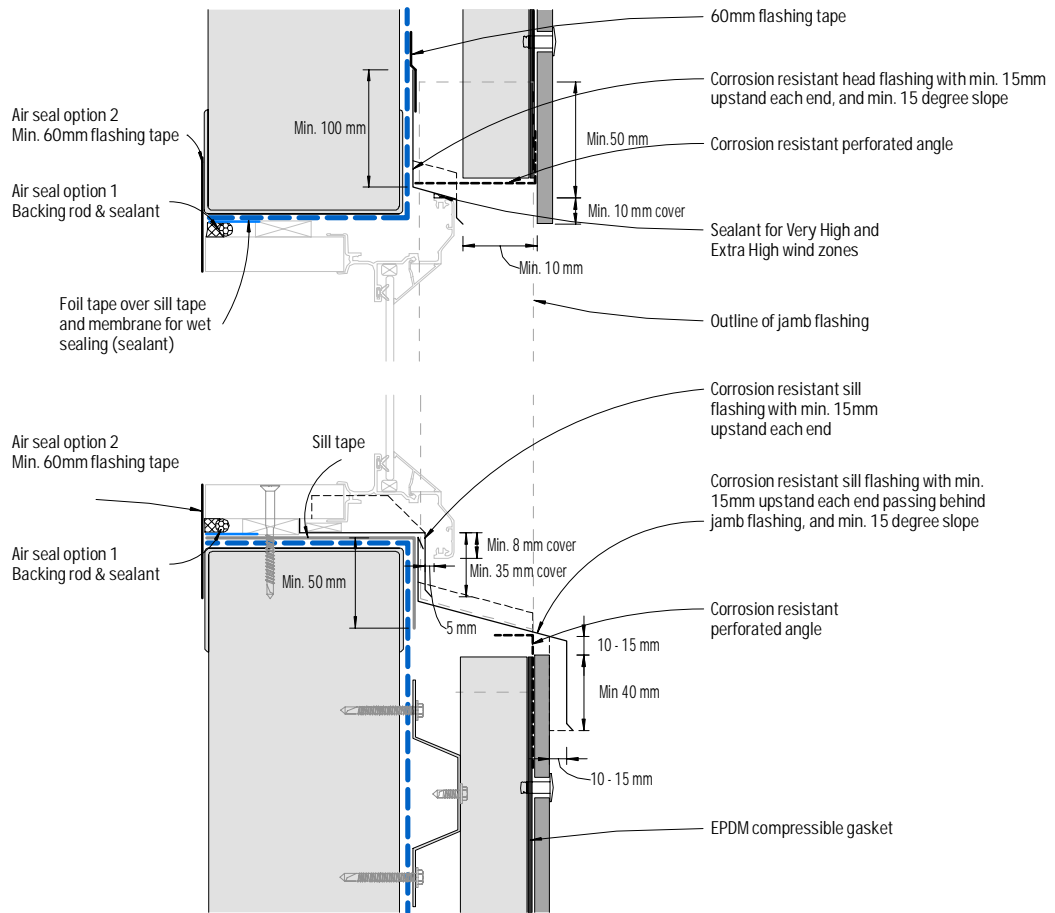 60mm flashing tape
Corrosion resistant head flashing with min. 15mm
upstand each end, and min. 15 degree slope
Air seal option 2
Min. 60mm flashing tape
Min. 100 mm
Min.50 mm
Corrosion resistant perforated angle
Air seal option 1
Backing rod & sealant
Min. 10 mm cover
Sealant for Very High and
Extra High wind zones
Min. 10 mm
Foil tape over sill tape
and membrane for wet
sealing (sealant)
Outline of jamb flashing
Corrosion resistant sill
flashing with min. 15mm
upstand each end
Air seal option 2
Min. 60mm flashing tape
Sill tape
Corrosion resistant sill flashing with min.
15mm upstand each end passing behind
jamb flashing, and min. 15 degree slope
Air seal option 1
Backing rod & sealant
Min. 8 mm cover
Min. 35 mm cover
Min. 50 mm
5 mm
Corrosion resistant
perforated angle
10 - 15 mm
Min 40 mm
10 - 15 mm
EPDM compressible gasket